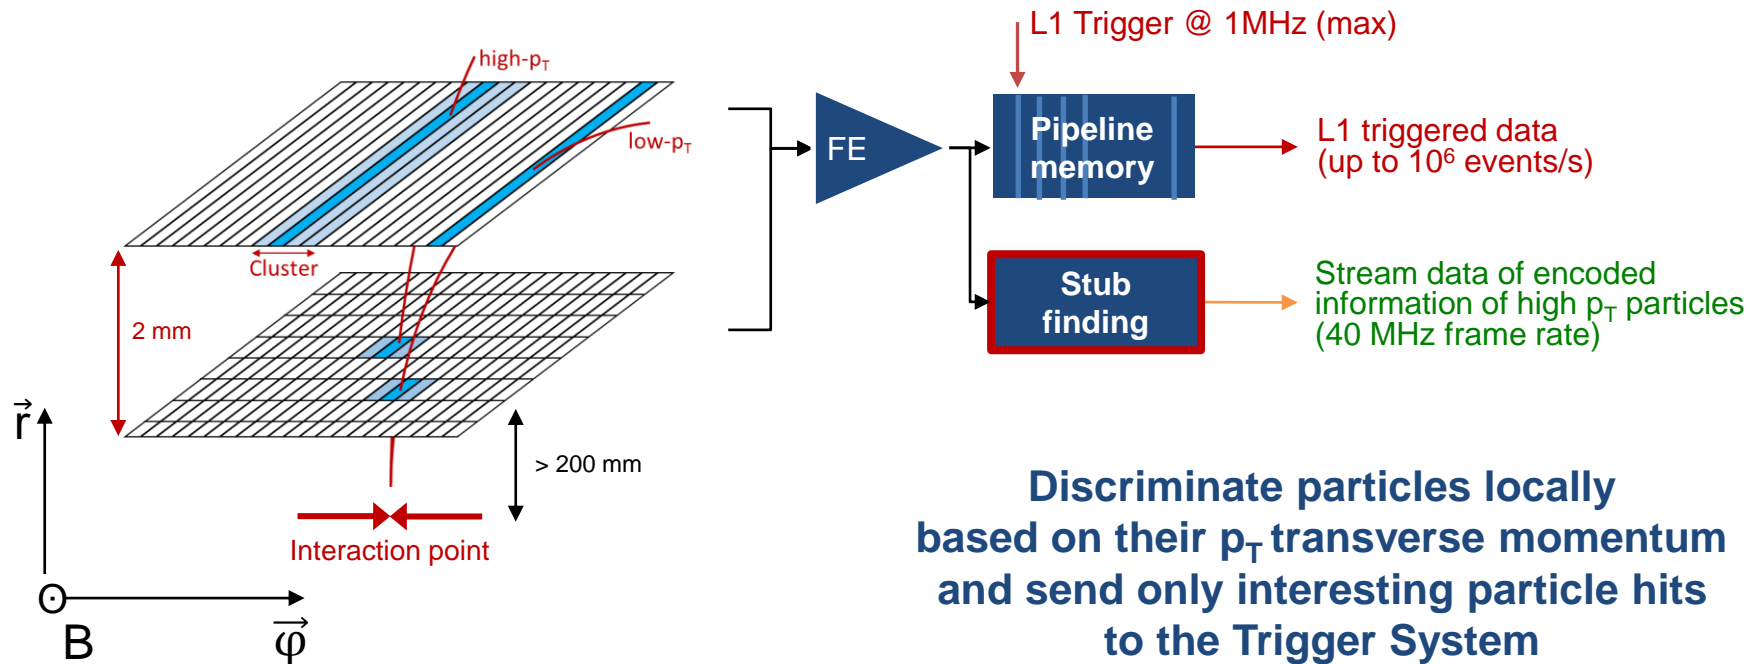 L1 Trigger @ 1MHz (max)
high-pT
low-pT
Cluster
2 mm
> 200 mm
Interaction point
r⃗
B
φ⃗
FE
Pipeline
memory
L1 triggered data
(up to 10⁶ events/s)
Stub
finding
Stream data of encoded
information of high pT particles
(40 MHz frame rate)
Discriminate particles locally
based on their pT transverse momentum
and send only interesting particle hits
to the Trigger System